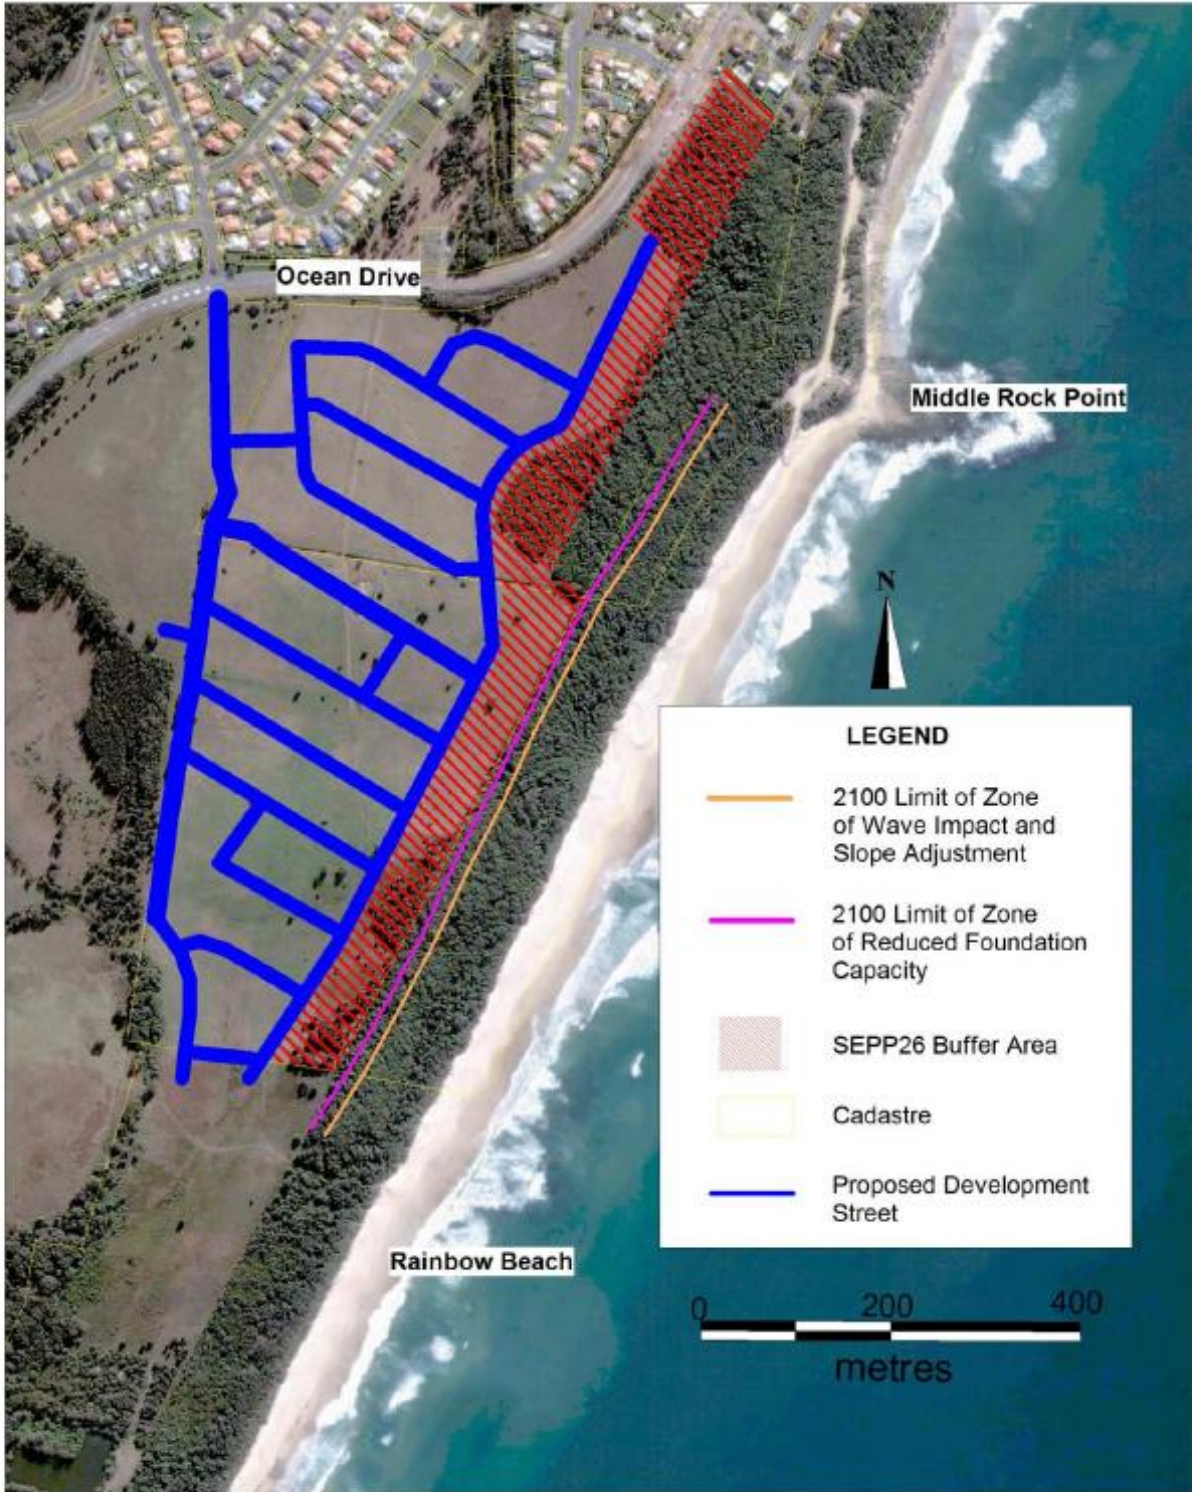 Ocean Drive
Middle Rock Point
N
LEGEND
2100 Limit of Zone
of Wave Impact and
Slope Adjustment
2100 Limit of Zone
of Reduced Foundation
Capacity
SEPP26 Buffer Area
Cadastre
Proposed Development
Street
Rainbow Beach
0 200 400
metres